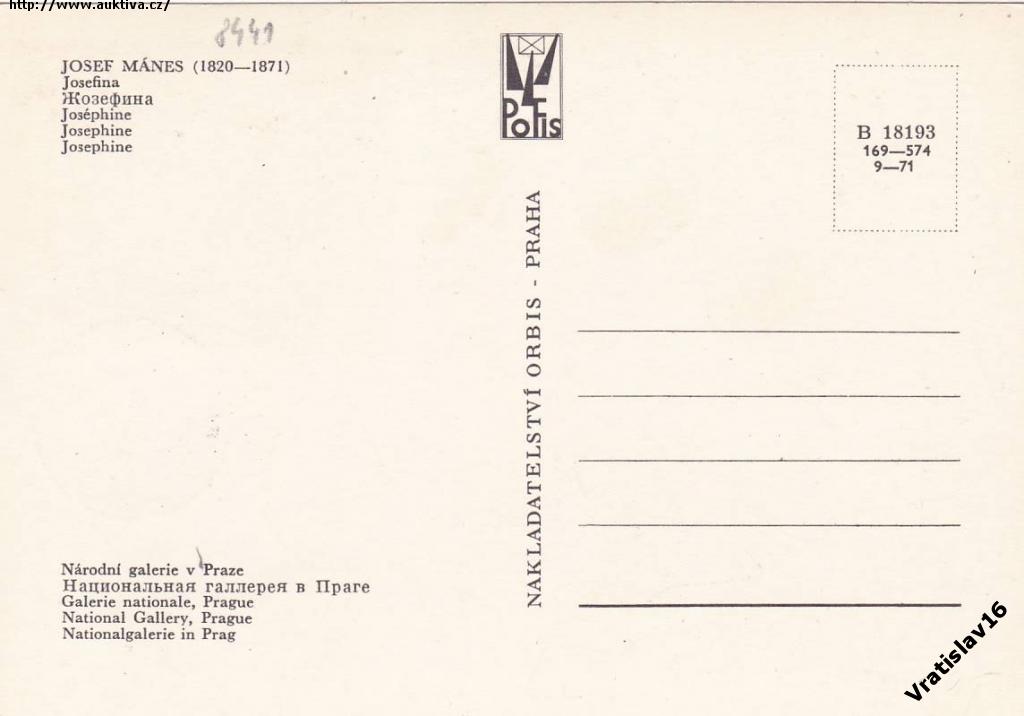 http://www.auktiva.cz/
8441
JOSEF MÁNES (1820—1871)
Josefina
Жозефина
Joséphine
Josephine
Josephine
PoFis
B 18193
169—574
9—71
NAKLADATELSTVÍ ORBIS - PRAHA
Národní galerie v Praze
Национальная галлерея в Праге
Galerie nationale, Prague
National Gallery, Prague
Nationalgalerie in Prag
Vratislav16